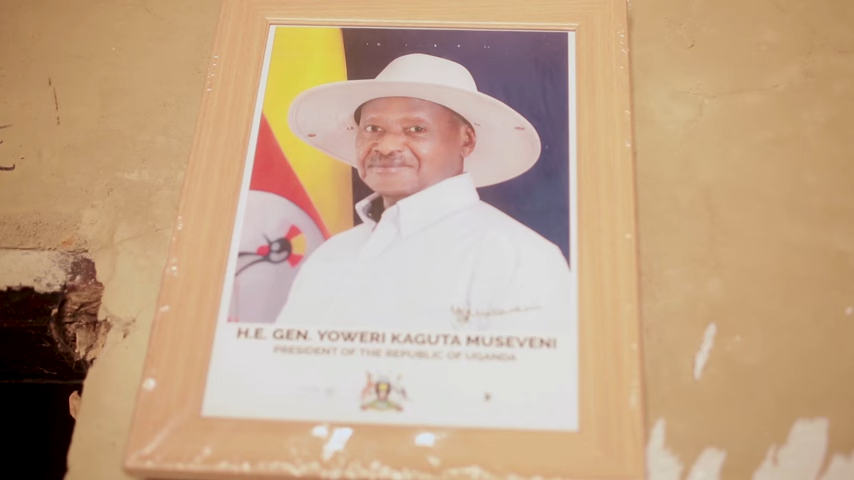 H.E. GEN. YOWERI KAGUTA MUSEVENI
PRESIDENT OF THE REPUBLIC OF UGANDA